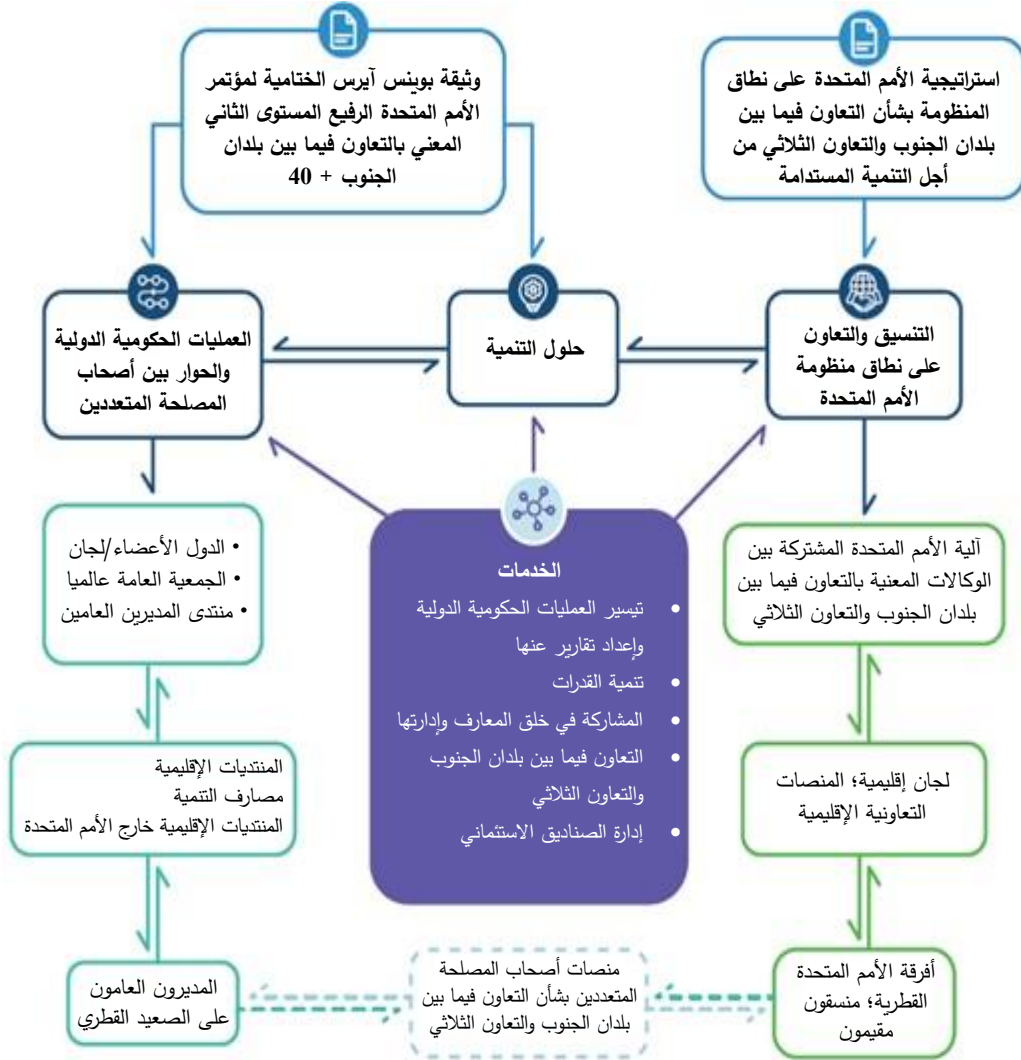 استراتيجية الأمم المتحدة على نطاق
المنظومة بشأن التعاون فيما بين
بلدان الجنوب والتعاون الثلاثي من
أجل التنمية المستدامة
وثيقة بوينس آيرس الختامية لمؤتمر
الأمم المتحدة الرفيع المستوى الثاني
المعني بالتعاون فيما بين بلدان
الجنوب + 40
التنسيق والتعاون
على نطاق منظومة
الأمم المتحدة
حلول التنمية
العمليات الحكومية الدولية
والحوار بين أصحاب
المصلحة المتعددين
آلية الأمم المتحدة المشتركة بين
الوكالات المعنية بالتعاون فيما بين
بلدان الجنوب والتعاون الثلاثي
الخدمات
• تيسير العمليات الحكومية الدولية
وإعداد تقارير عنها
• تنمية القدرات
• المشاركة في خلق المعارف وإدارتها
• التعاون فيما بين بلدان الجنوب
والتعاون الثلاثي
• إدارة الصناديق الاستئماني
• الدول الأعضاء/لجان
• الجمعية العامة عالميا
• منتدى المديرين العامين
لجان إقليمية؛ المنصات
التعاونية الإقليمية
المنتديات الإقليمية
مصارف التنمية
المنتديات الإقليمية خارج الأمم المتحدة
أفرقة الأمم المتحدة
القطرية؛ منسقون
مقيمون
منصات أصحاب المصلحة
المتعددين بشأن التعاون فيما بين
بلدان الجنوب والتعاون الثلاثي
المديرون العامون
على الصعيد القطري